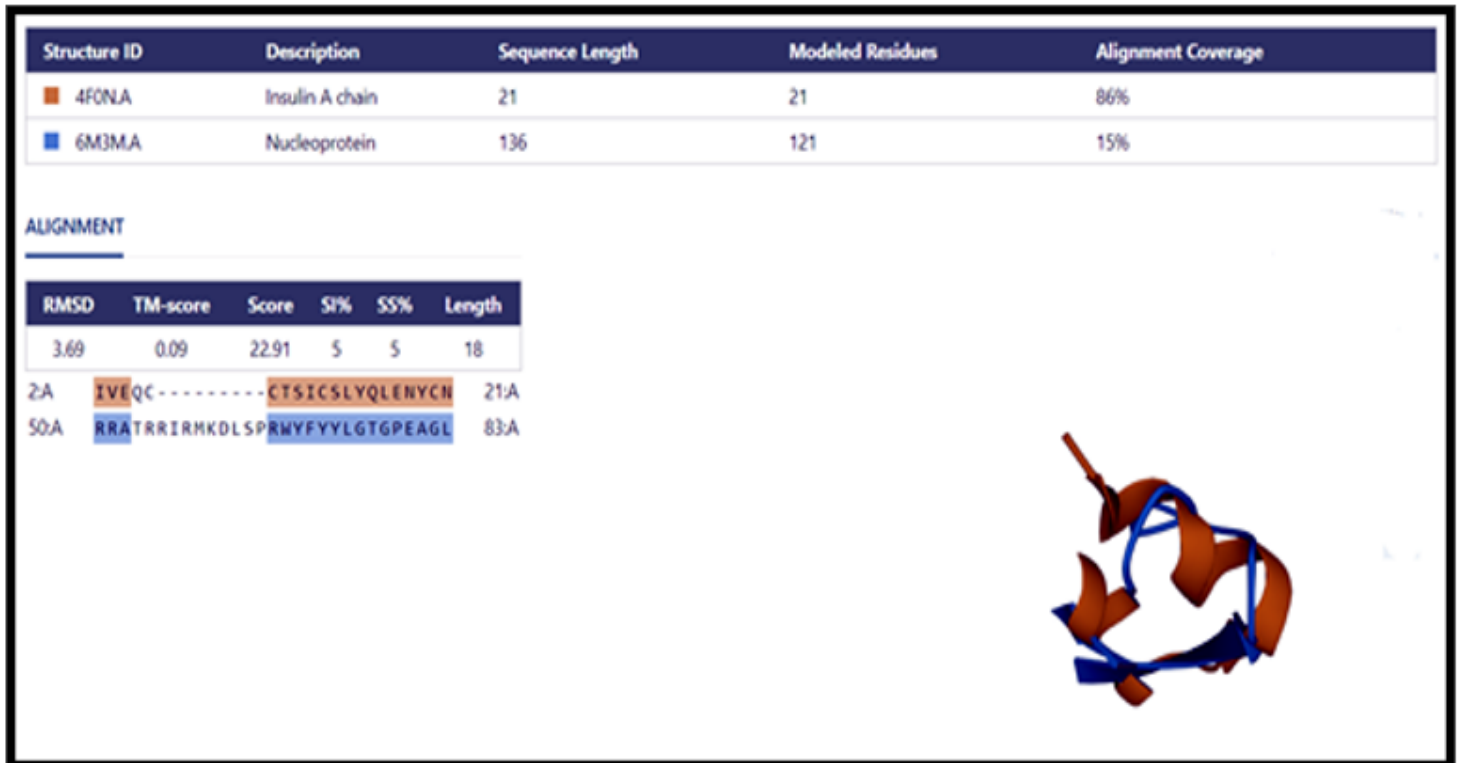 Structure ID Description Sequence Length Modeled Residues Alignment Coverage
4F0N.A Insulin A chain 21 21 86%
6M3M.A Nucleoprotein 136 121 15%
ALIGNMENT
RMSD TM-score Score SI% SS% Length
3.69 0.09 22.91 5 5 18
2:A IVEQC---------CTSICSLYQLENYCN 21:A
50:A RRATRRIRMKDLSPRWYFYYLGTGPEAGL 83:A